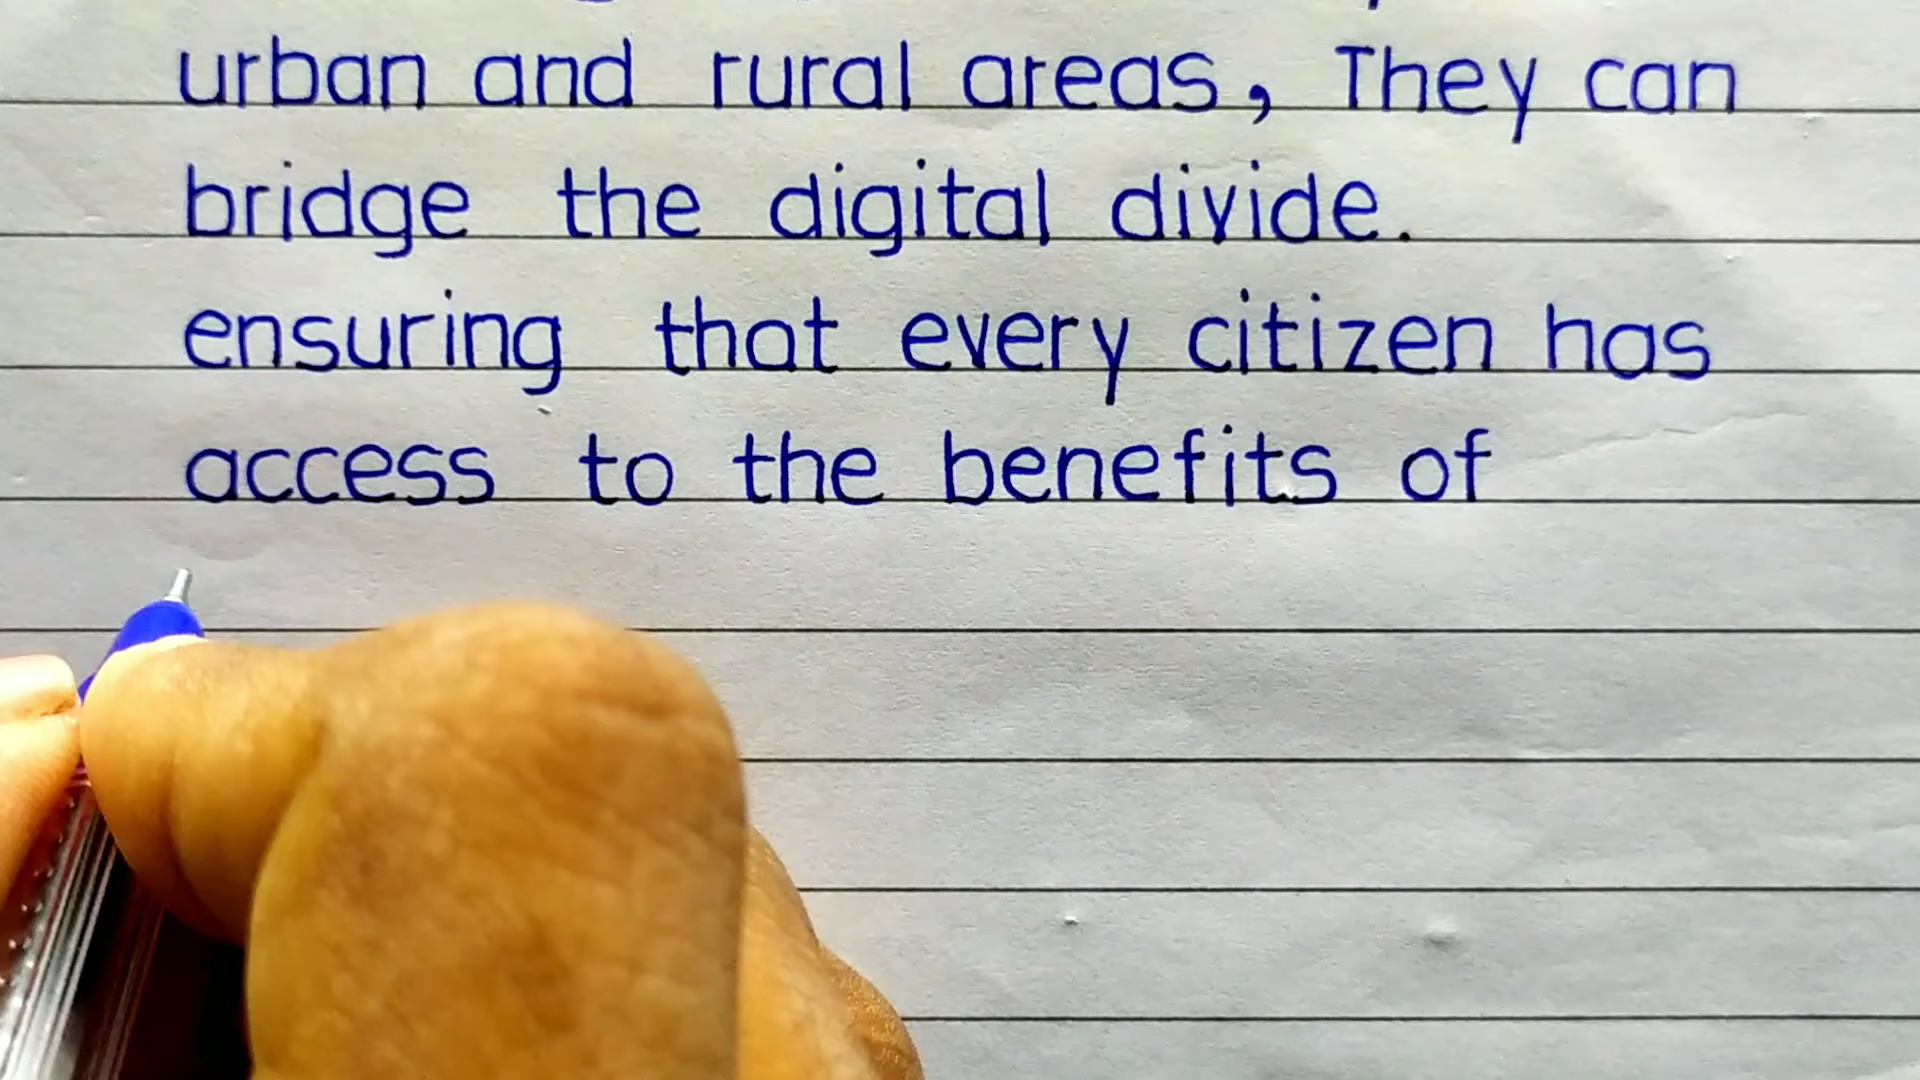 urban and rural areas, They can
bridge the digital divide.
ensuring that every citizen has
access to the benefits of